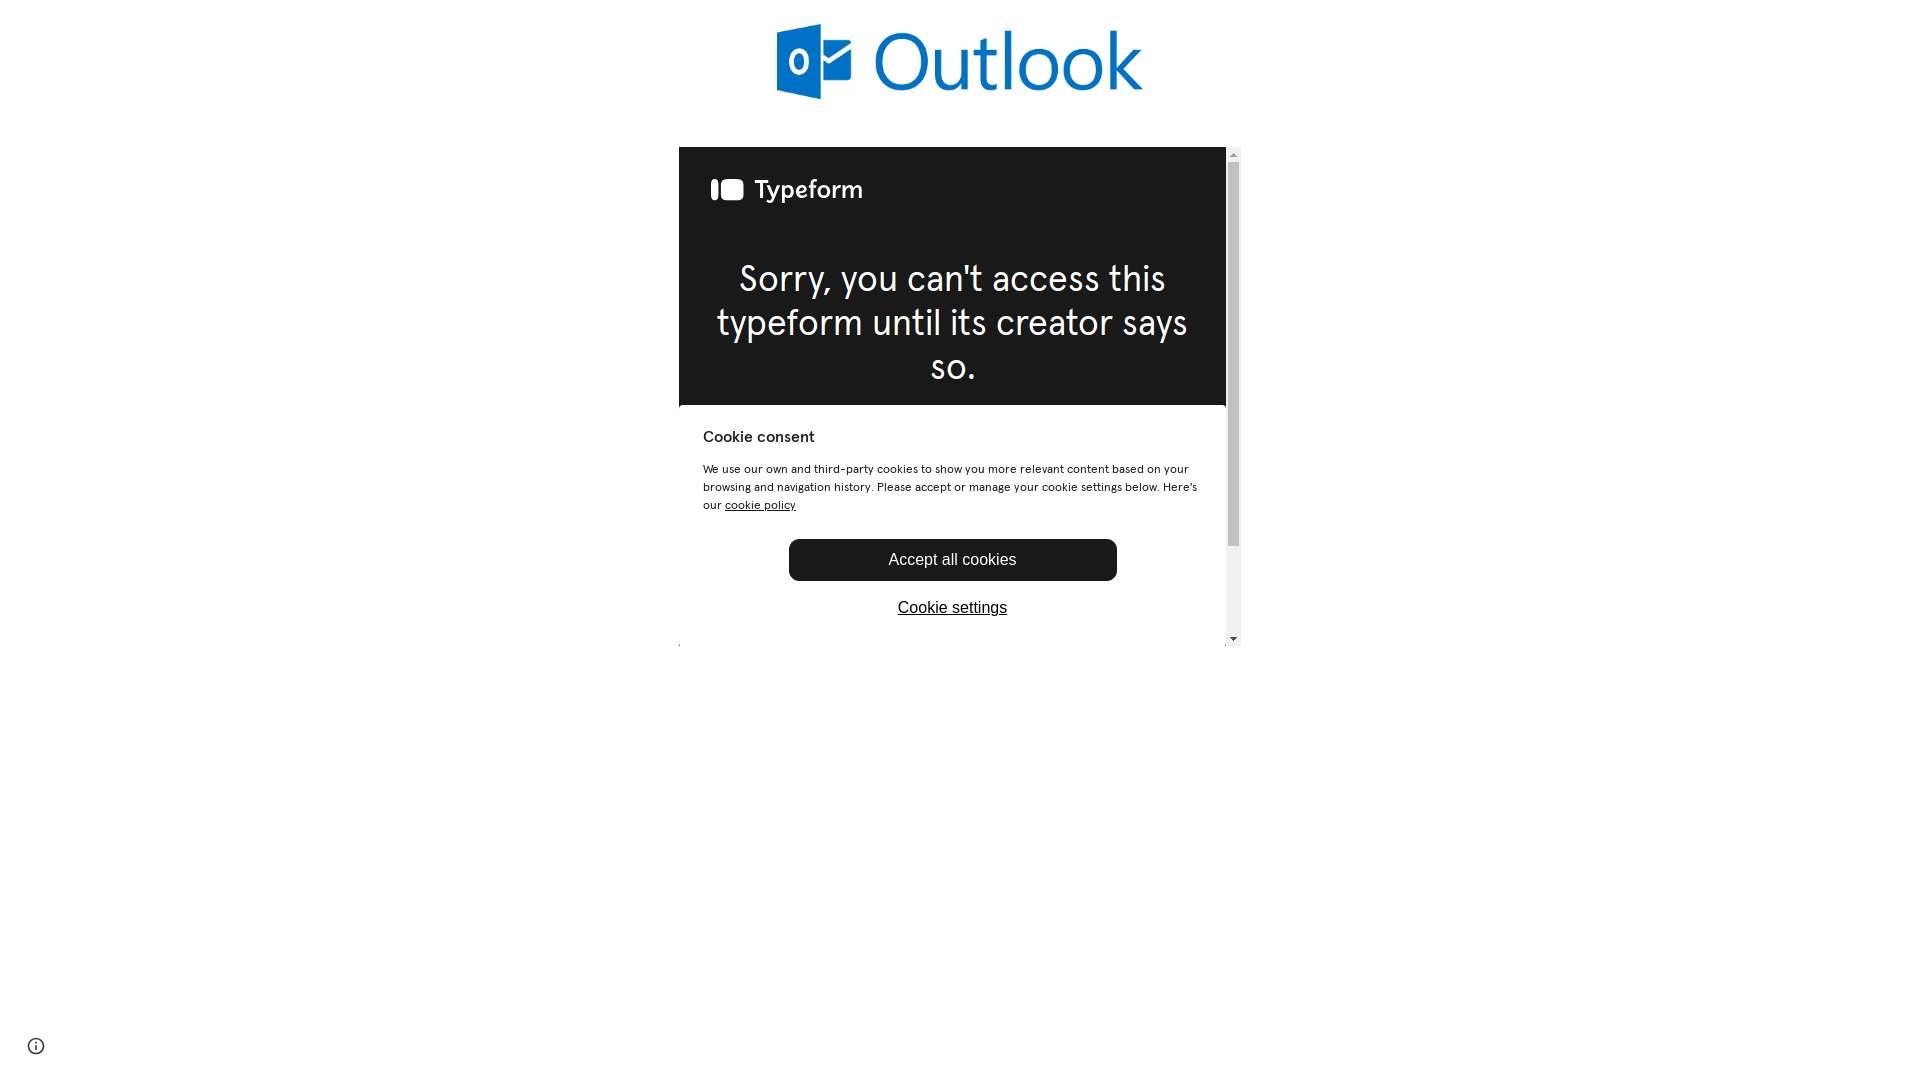 Outlook
Typeform
Sorry, you can't access this
typeform until its creator says
so.
Cookie consent
We use our own and third-party cookies to show you more relevant content based on your
browsing and navigation history. Please accept or manage your cookie settings below. Here's
our cookie policy
Accept all cookies
Cookie settings